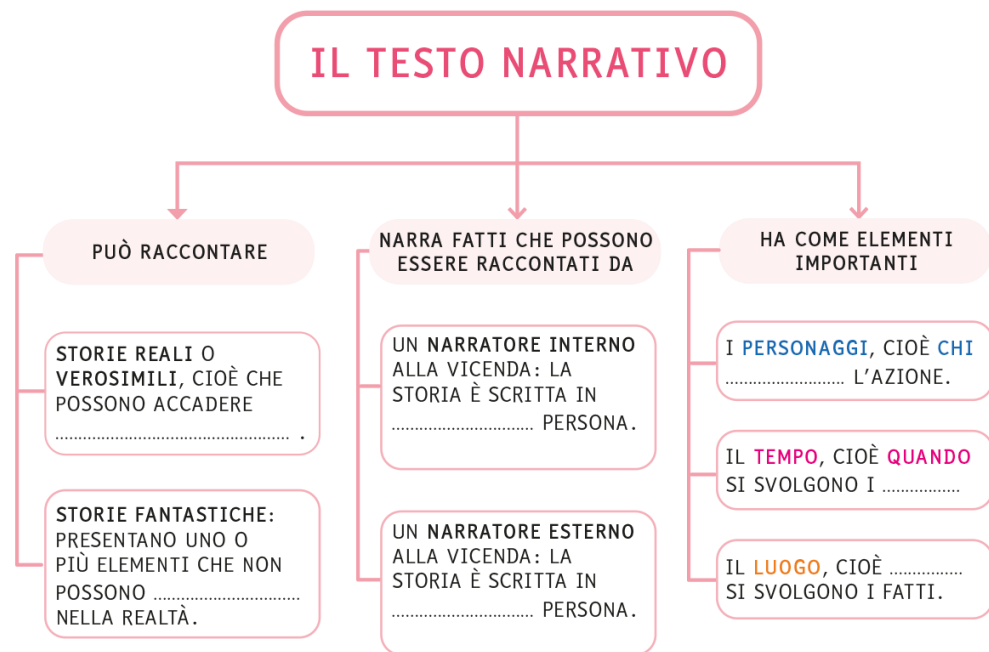 IL TESTO NARRATIVO
PUÒ RACCONTARE
STORIE REALI O
VEROSIMILI, CIOÈ CHE
POSSONO ACCADERE
.................................................... .
STORIE FANTASTICHE:
PRESENTANO UNO O
PIÙ ELEMENTI CHE NON
POSSONO ................................
NELLA REALTÀ.
NARRA FATTI CHE POSSONO
ESSERE RACCONTATI DA
UN NARRATORE INTERNO
ALLA VICENDA: LA
STORIA È SCRITTA IN
............................... PERSONA.
UN NARRATORE ESTERNO
ALLA VICENDA: LA
STORIA È SCRITTA IN
............................... PERSONA.
HA COME ELEMENTI
IMPORTANTI
I PERSONAGGI, CIOÈ CHI
.......................... L'AZIONE.
IL TEMPO, CIOÈ QUANDO
SI SVOLGONO I .................
IL LUOGO, CIOÈ ................
SI SVOLGONO I FATTI.